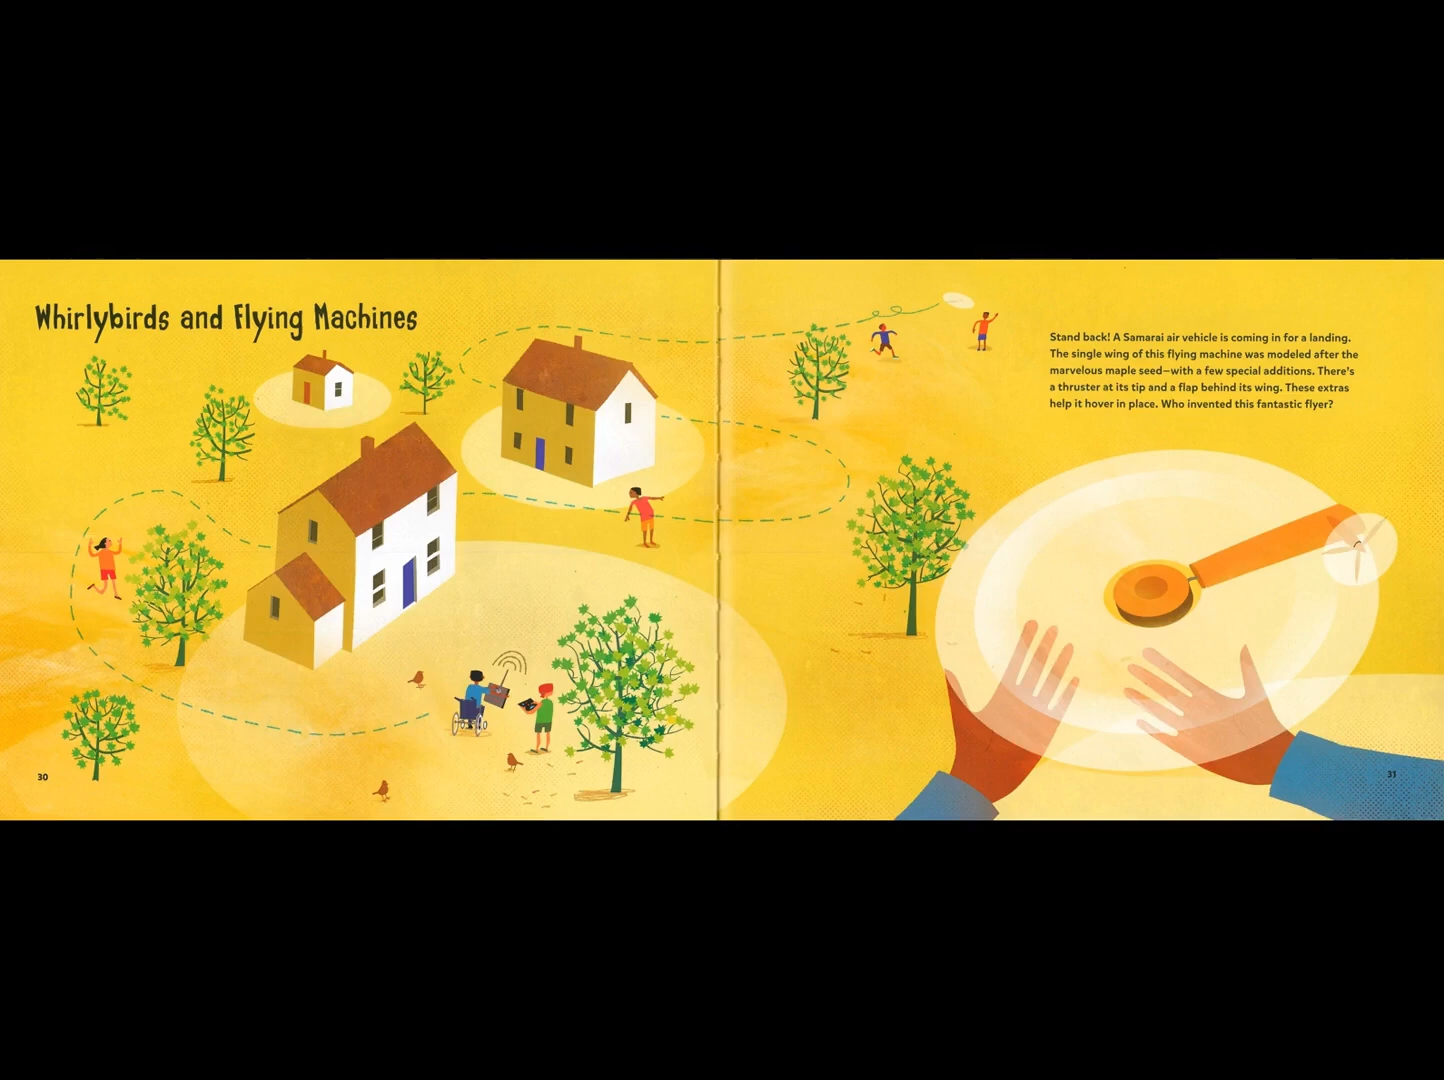 Whirlybirds and Flying Machines
Stand back! A Samarai air vehicle is coming in for a landing.
The single wing of this flying machine was modeled after the
marvelous maple seed—with a few special additions. There's
a thruster at its tip and a flap behind its wing. These extras
help it hover in place. Who invented this fantastic flyer?
30
31